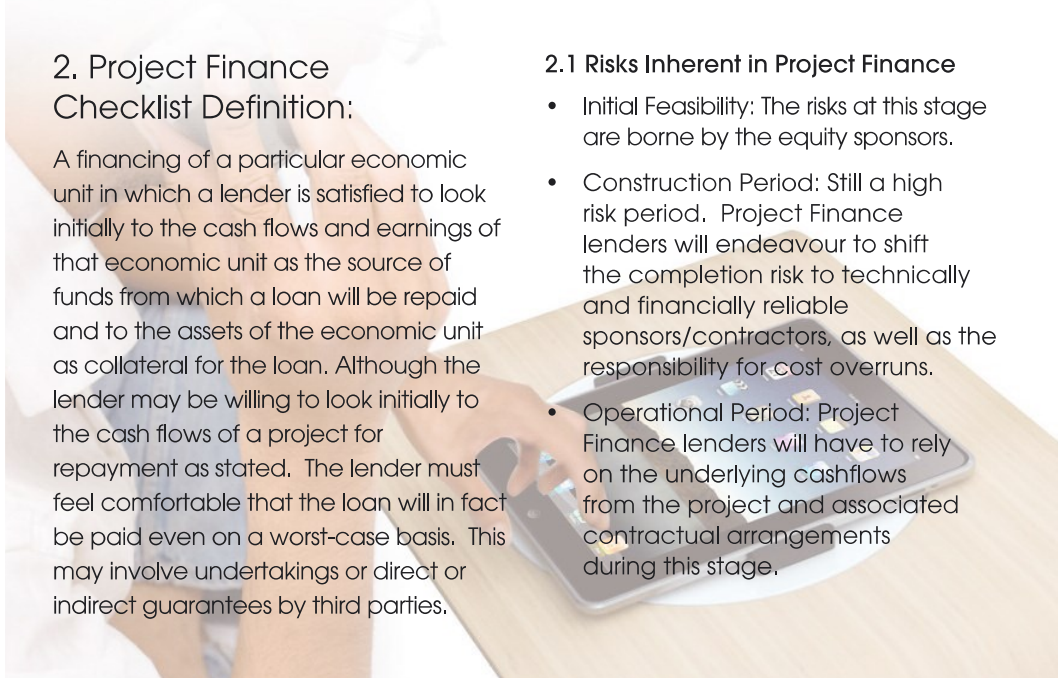 2. Project Finance
Checklist Definition:
A financing of a particular economic
unit in which a lender is satisfied to look
initially to the cash flows and earnings of
that economic unit as the source of
funds from which a loan will be repaid
and to the assets of the economic unit
as collateral for the loan. Although the
lender may be willing to look initially to
the cash flows of a project for
repayment as stated.  The lender must
feel comfortable that the loan will in fact
be paid even on a worst-case basis.  This
may involve undertakings or direct or
indirect guarantees by third parties.
2.1 Risks Inherent in Project Finance
• Initial Feasibility: The risks at this stage
are borne by the equity sponsors.
• Construction Period: Still a high
risk period.  Project Finance
lenders will endeavour to shift
the completion risk to technically
and financially reliable
sponsors/contractors, as well as the
responsibility for cost overruns.
• Operational Period: Project
Finance lenders will have to rely
on the underlying cashflows
from the project and associated
contractual arrangements
during this stage.